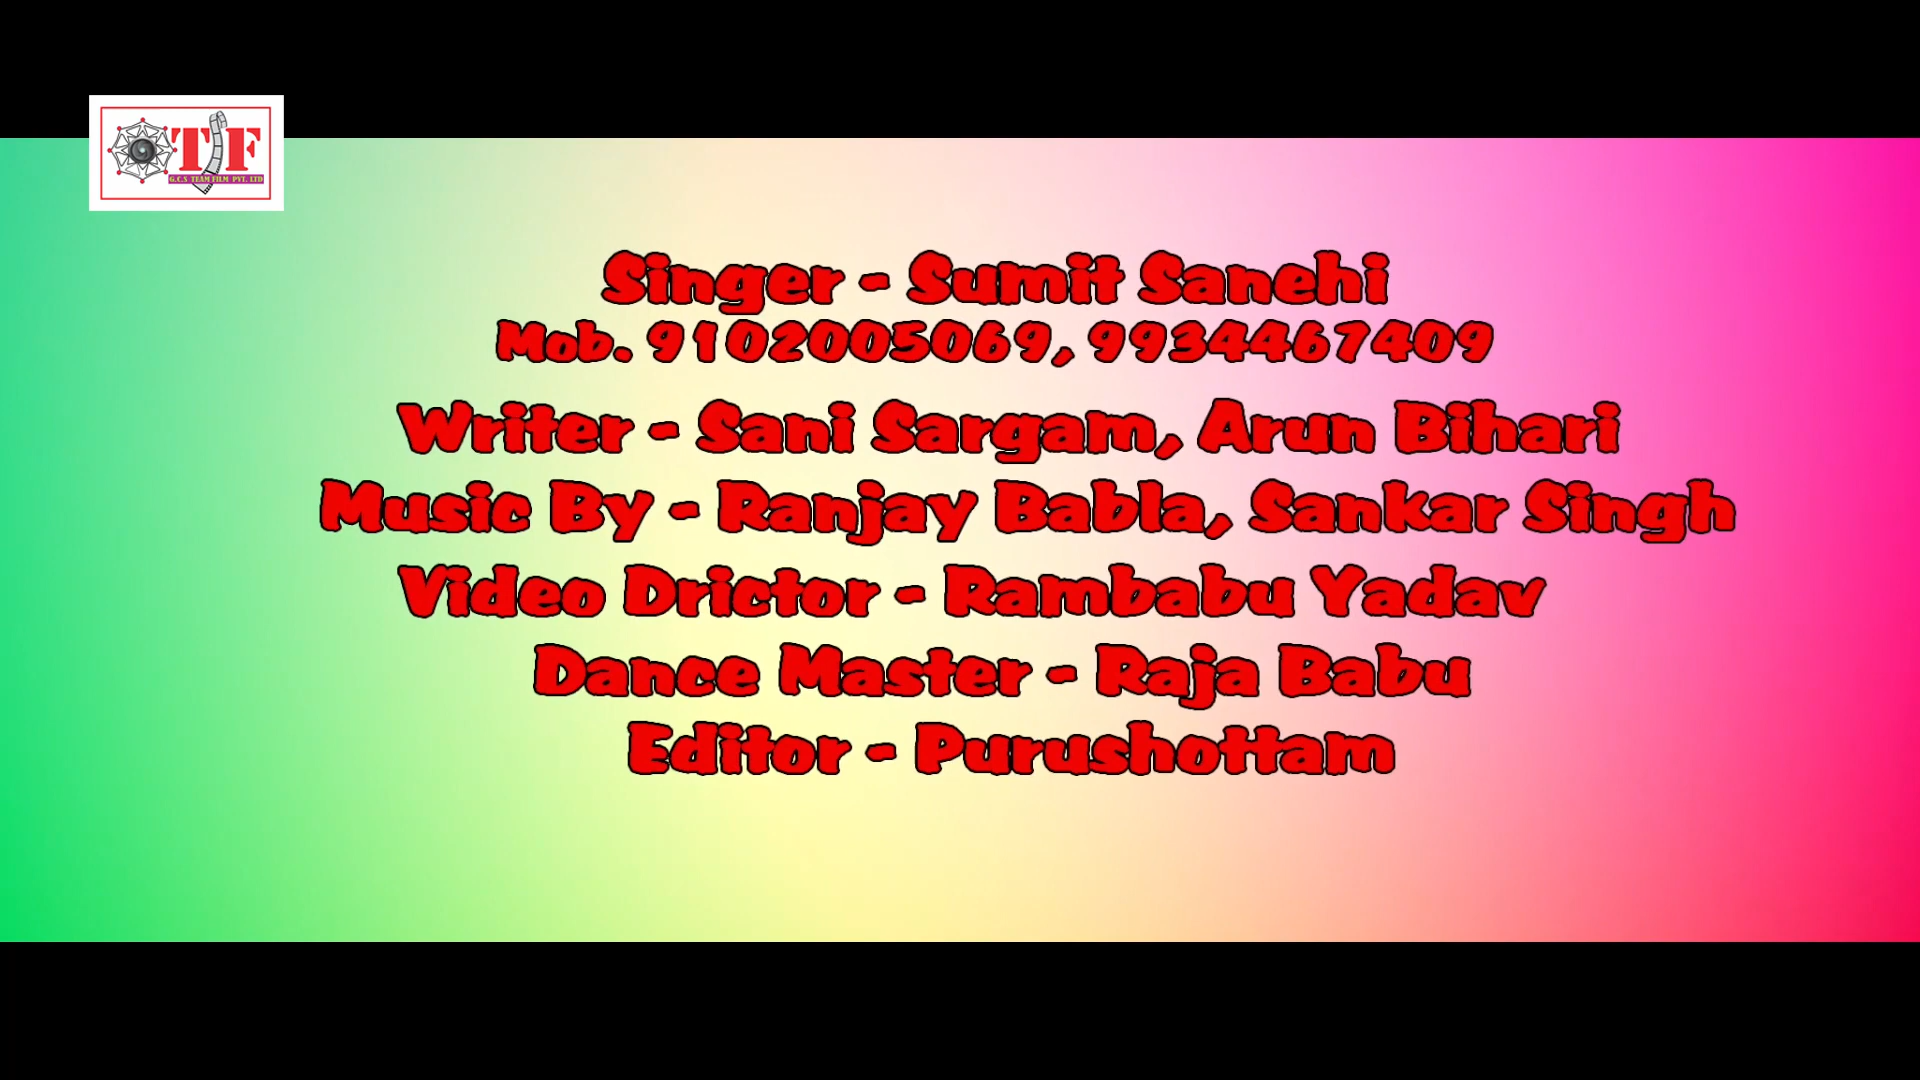 TF
G.C.S TEAM FILM PVT. LTD
Singer - Sumit Sanehi
Mob. 9102005069, 9934467409
Writer - Sani Sargam, Arun Bihari
Music By - Ranjay Babla, Sankar Singh
Video Drictor - Rambabu Yadav
Dance Master - Raja Babu
Editor - Purushottam